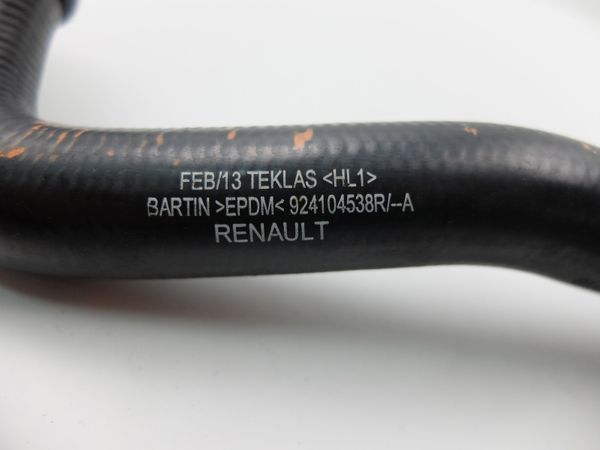 FEB/13 TEKLAS <HL1>
BARTIN >EPDM< 924104538R/--A
RENAULT